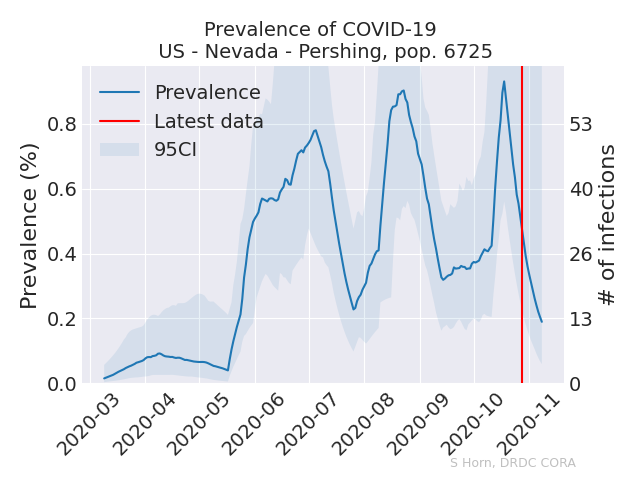 Prevalence of COVID-19
US - Nevada - Pershing, pop. 6725
Prevalence
Latest data
95CI
Prevalence (%)
0.8
0.6
0.4
0.2
0.0
53
40
26
13
0
# of infections
2020-03
2020-04
2020-05
2020-06
2020-07
2020-08
2020-09
2020-10
2020-11
S Horn, DRDC CORA